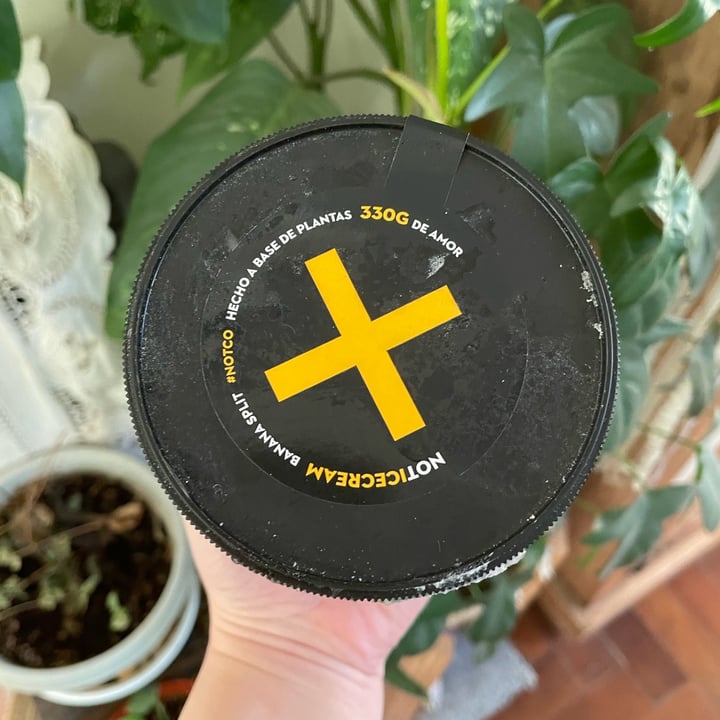 NOTICECREAM BANANA SPLIT #NOTCO HECHO A BASE DE PLANTAS 330G DE AMOR